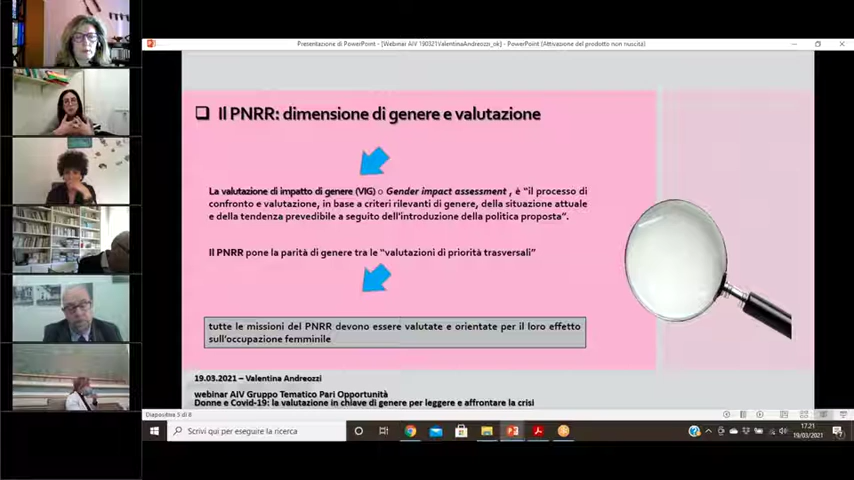 Presentazione di PowerPoint - [Webinar AIV 190321ValentinaAndreozzi_ok] - PowerPoint (Attivazione del prodotto non riuscita)
❑ Il PNRR: dimensione di genere e valutazione
La valutazione di impatto di genere (VIG) o Gender impact assessment , è “il processo di
confronto e valutazione, in base a criteri rilevanti di genere, della situazione attuale
e della tendenza prevedibile a seguito dell’introduzione della politica proposta”.
Il PNRR pone la parità di genere tra le “valutazioni di priorità trasversali”
tutte le missioni del PNRR devono essere valutate e orientate per il loro effetto
sull’occupazione femminile
19.03.2021 – Valentina Andreozzi
webinar AIV Gruppo Tematico Pari Opportunità
Donne e Covid-19: la valutazione in chiave di genere per leggere e affrontare la crisi
Diapositiva 5 di 8
Scrivi qui per eseguire la ricerca
17.21
19/03/2021